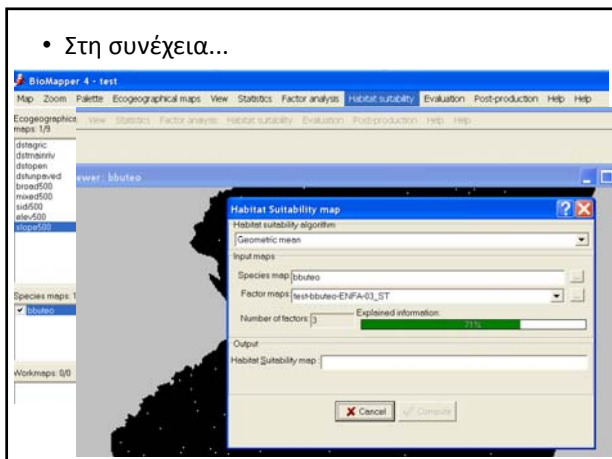 • Στη συνέχεια...
BioMapper 4 - test
Map Zoom Palette Ecogeographical maps View Statistics Factor analysis Habitat suitability Evaluation Post-production Help Help
Ecogeographica
maps: 1/9
View Statistics Factor analysis Habitat suitability Evaluation Post-production Help Help
dstagric
dstmainriv
dstopen
dstunpaved
broad500
mixed500
sidi500
elev500
slope500
ewer: bbuteo
Habitat Suitability map
Habitat suitability algorithm
Geometric mean
Input maps
Species map: bbuteo
...
Factor maps: test-bbuteo-ENFA-03_ST
...
Number of factors: 3
Explained information:
71%
Output
Habitat Suitability map :
Cancel
Compute
Species maps: 1
bbuteo
Workmaps: 0/0